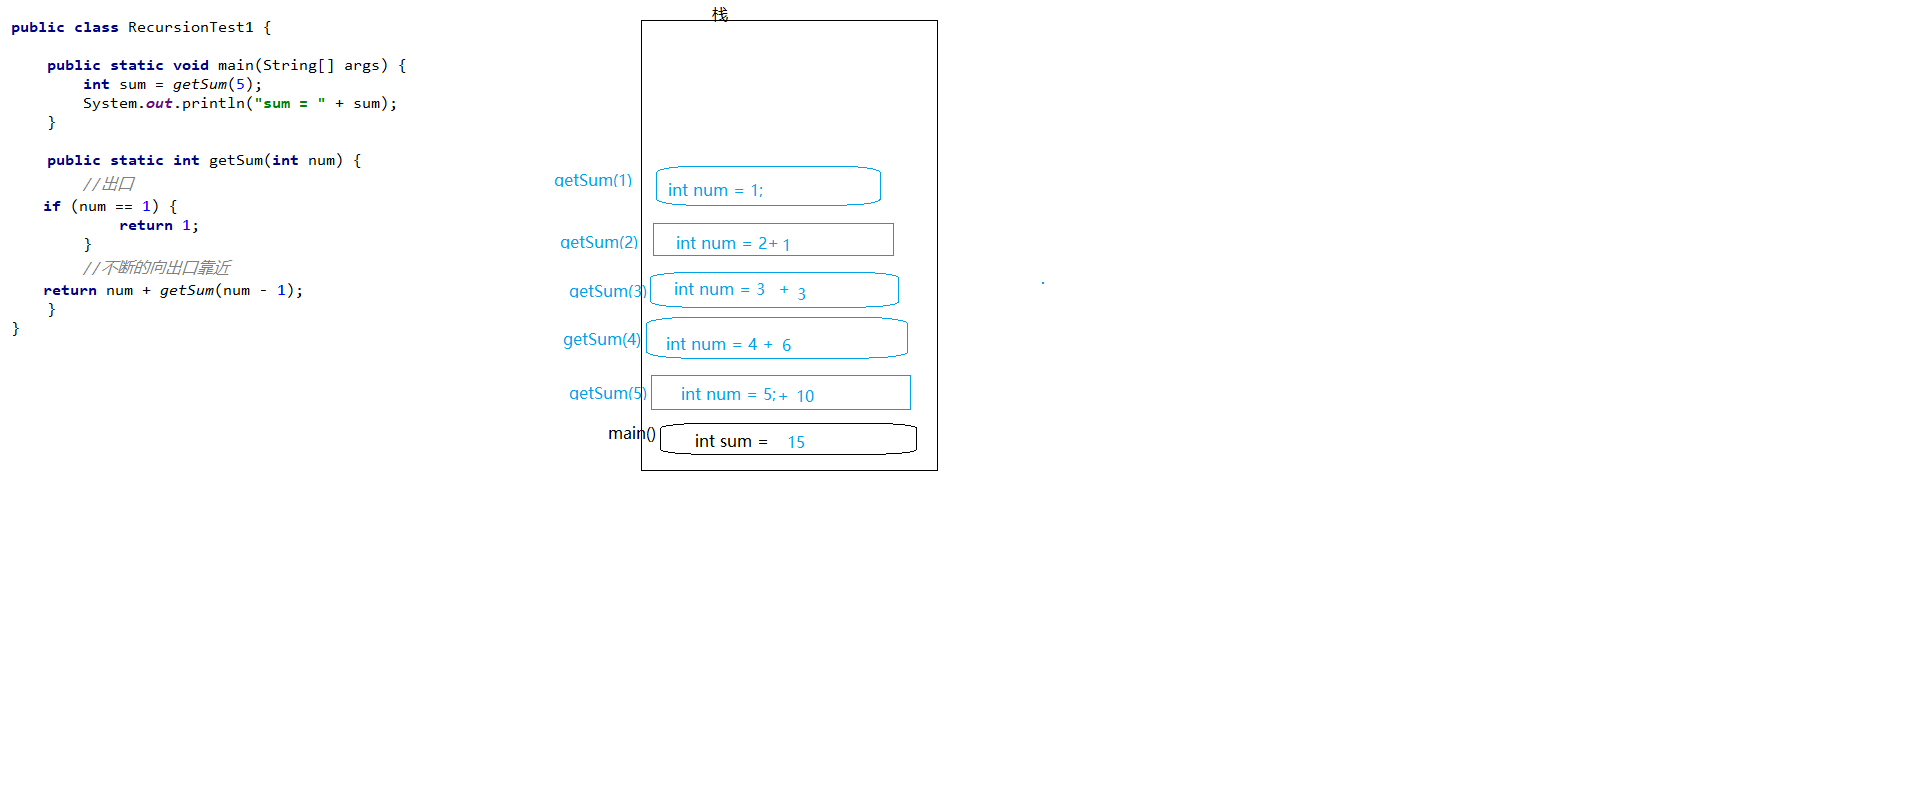 public class RecursionTest1 {
public static void main(String[] args) {
int sum = getSum(5);
System.out.println("sum = " + sum);
}
public static int getSum(int num) {
//出口
if (num == 1) {
return 1;
}
//不断的向出口靠近
return num + getSum(num - 1);
}
}
栈
getSum(1) int num = 1;
getSum(2) int num = 2+ 1
getSum(3) int num = 3 + 3
getSum(4) int num = 4 + 6
getSum(5) int num = 5;+ 10
main() int sum = 15